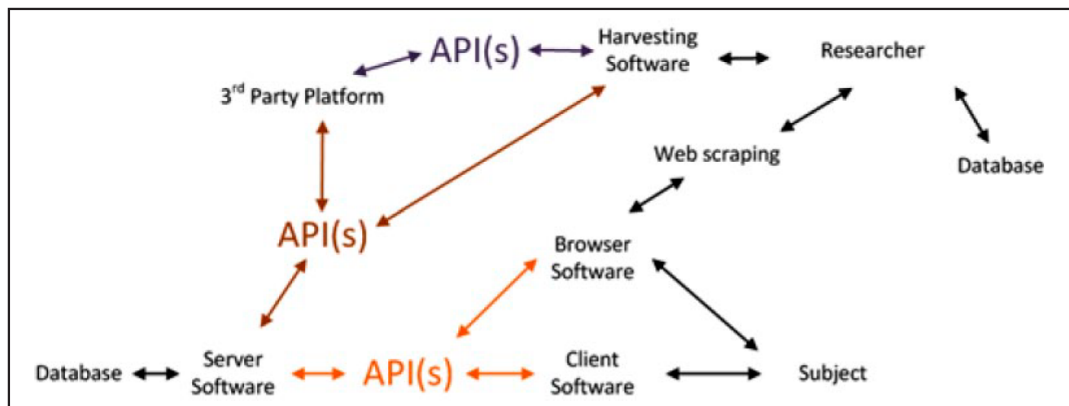 API(s)
Harvesting
Software
Researcher
3rd Party Platform
Web scraping
Database
API(s)
Browser
Software
Database
Server
Software
API(s)
Client
Software
Subject